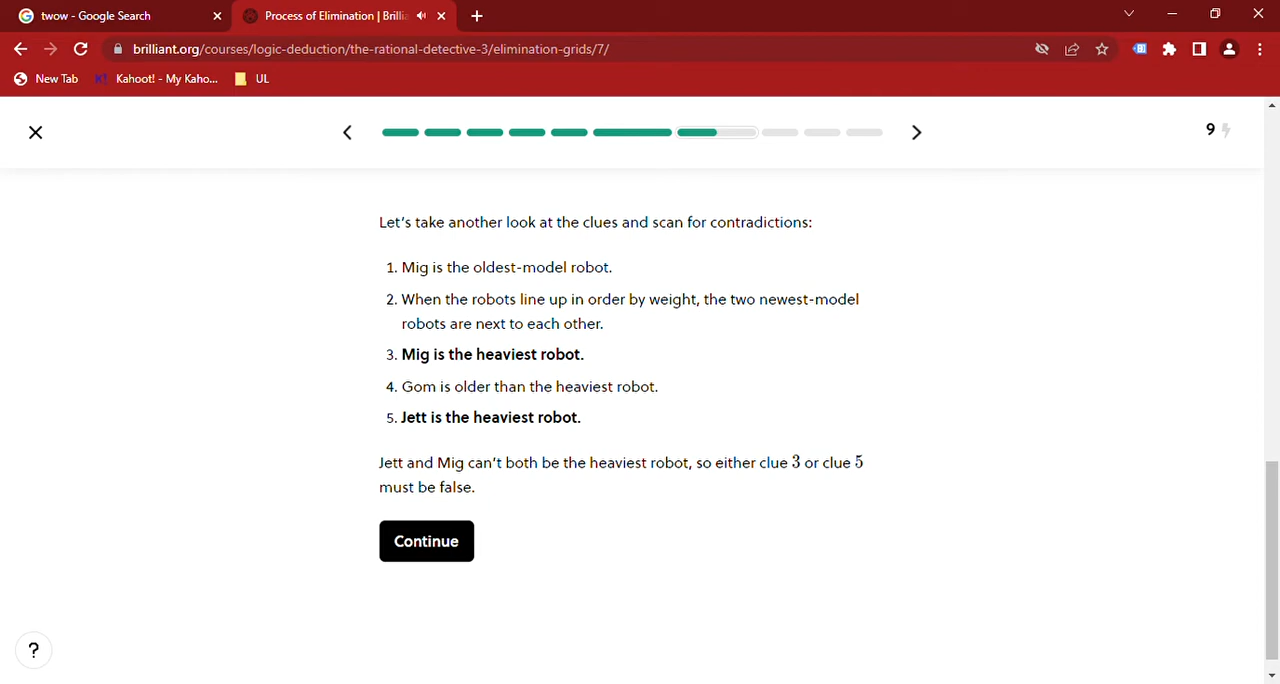 twow - Google Search
Process of Elimination | Brillia
brilliant.org/courses/logic-deduction/the-rational-detective-3/elimination-grids/7/
New Tab
Kahoot! - My Kaho...
UL
9
Let's take another look at the clues and scan for contradictions:
1. Mig is the oldest-model robot.
2. When the robots line up in order by weight, the two newest-model
robots are next to each other.
3. Mig is the heaviest robot.
4. Gom is older than the heaviest robot.
5. Jett is the heaviest robot.
Jett and Mig can't both be the heaviest robot, so either clue 3 or clue 5
must be false.
Continue
?